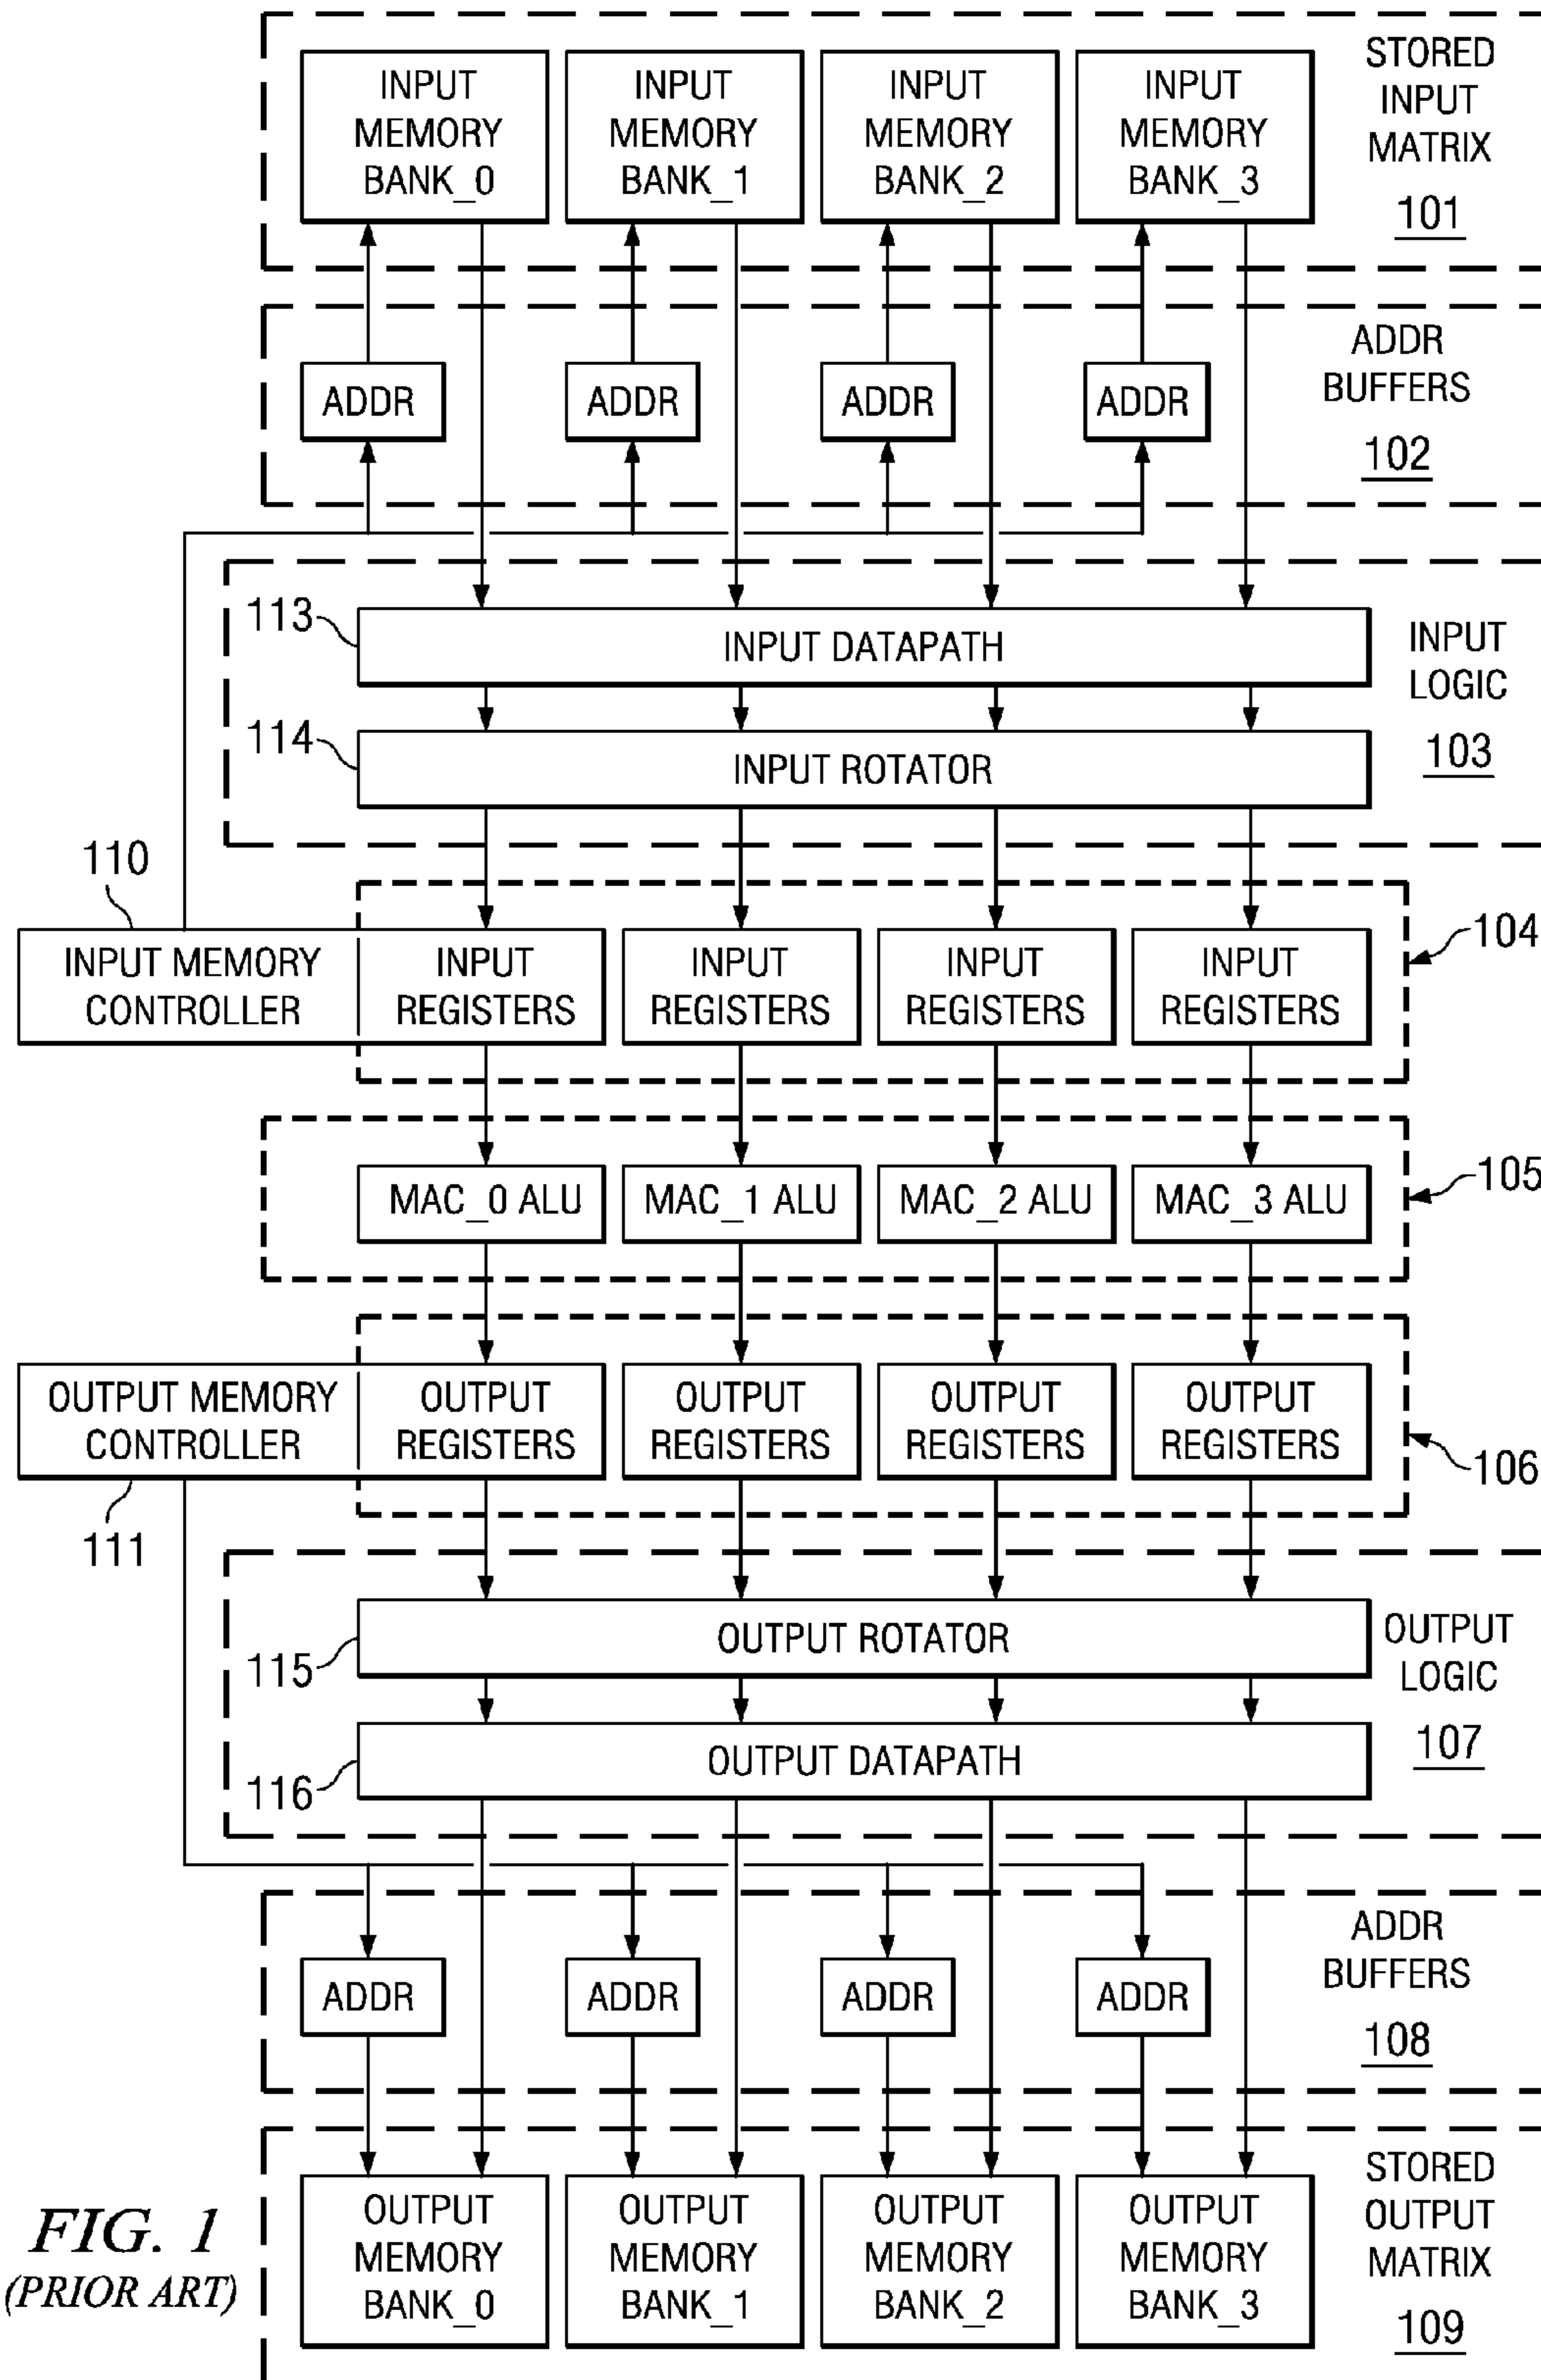 INPUT MEMORY BANK_0
INPUT MEMORY BANK_1
INPUT MEMORY BANK_2
INPUT MEMORY BANK_3
STORED
INPUT
MATRIX
101
ADDR
ADDR
ADDR
ADDR
ADDR
BUFFERS
102
113
INPUT DATAPATH
INPUT
LOGIC
103
114
INPUT ROTATOR
110
INPUT MEMORY
CONTROLLER
INPUT
REGISTERS
INPUT
REGISTERS
INPUT
REGISTERS
INPUT
REGISTERS
104
MAC_0 ALU
MAC_1 ALU
MAC_2 ALU
MAC_3 ALU
105
OUTPUT MEMORY
CONTROLLER
OUTPUT
REGISTERS
OUTPUT
REGISTERS
OUTPUT
REGISTERS
OUTPUT
REGISTERS
106
111
115
OUTPUT ROTATOR
OUTPUT
LOGIC
107
116
OUTPUT DATAPATH
ADDR
ADDR
ADDR
ADDR
ADDR
BUFFERS
108
OUTPUT
MEMORY
BANK_0
OUTPUT
MEMORY
BANK_1
OUTPUT
MEMORY
BANK_2
OUTPUT
MEMORY
BANK_3
STORED
OUTPUT
MATRIX
109
FIG. 1
(PRIOR ART)